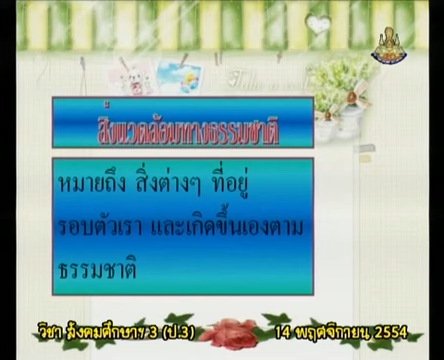 Take a rest
สิ่งแวดล้อมทางธรรมชาติ
หมายถึง สิ่งต่างๆ ที่อยู่
รอบตัวเรา และเกิดขึ้นเองตาม
ธรรมชาติ
วิชา สังคมศึกษาฯ 3 (ป.3)
14 พฤศจิกายน 2554